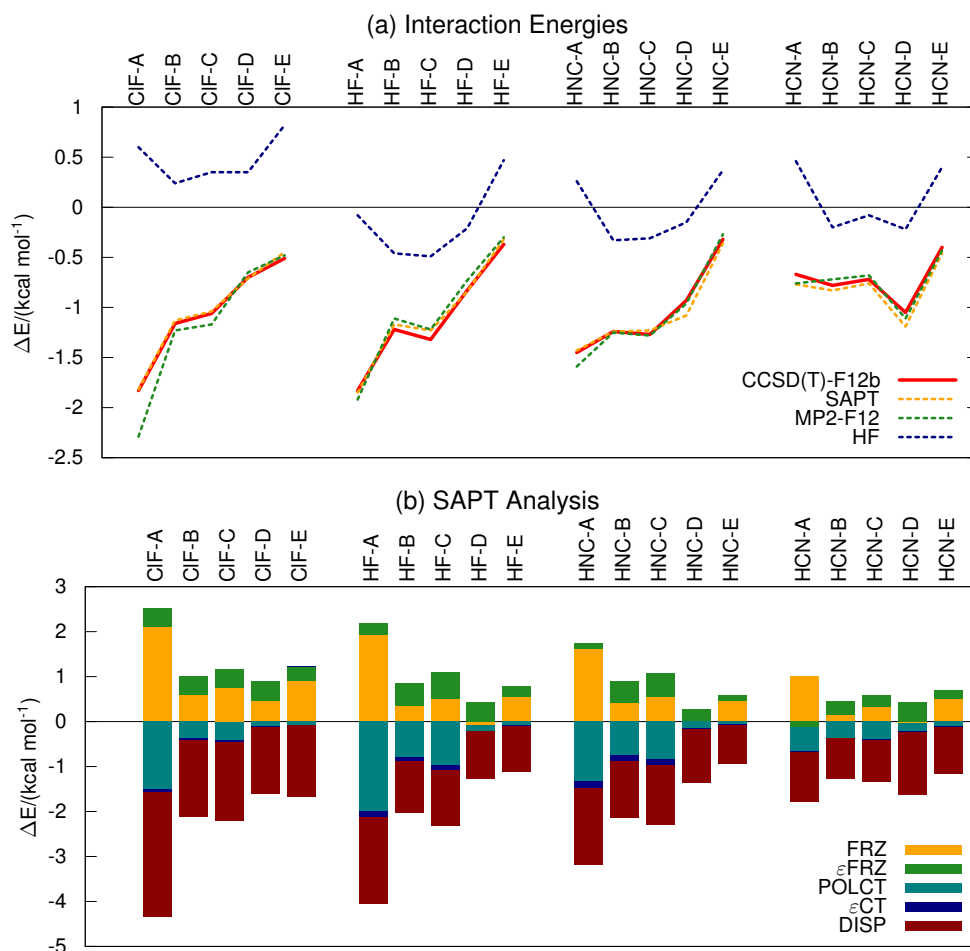 (a) Interaction Energies
ClF-A ClF-B ClF-C ClF-D ClF-E HF-A HF-B HF-C HF-D HF-E HNC-A HNC-B HNC-C HNC-D HNC-E HCN-A HCN-B HCN-C HCN-D HCN-E
1
0.5
0
-0.5
-1
-1.5
-2
-2.5
ΔE/(kcal mol⁻¹)
CCSD(T)-F12b
SAPT
MP2-F12
HF
(b) SAPT Analysis
ClF-A ClF-B ClF-C ClF-D ClF-E HF-A HF-B HF-C HF-D HF-E HNC-A HNC-B HNC-C HNC-D HNC-E HCN-A HCN-B HCN-C HCN-D HCN-E
3
2
1
0
-1
-2
-3
-4
-5
ΔE/(kcal mol⁻¹)
FRZ
εFRZ
POLCT
εCT
DISP